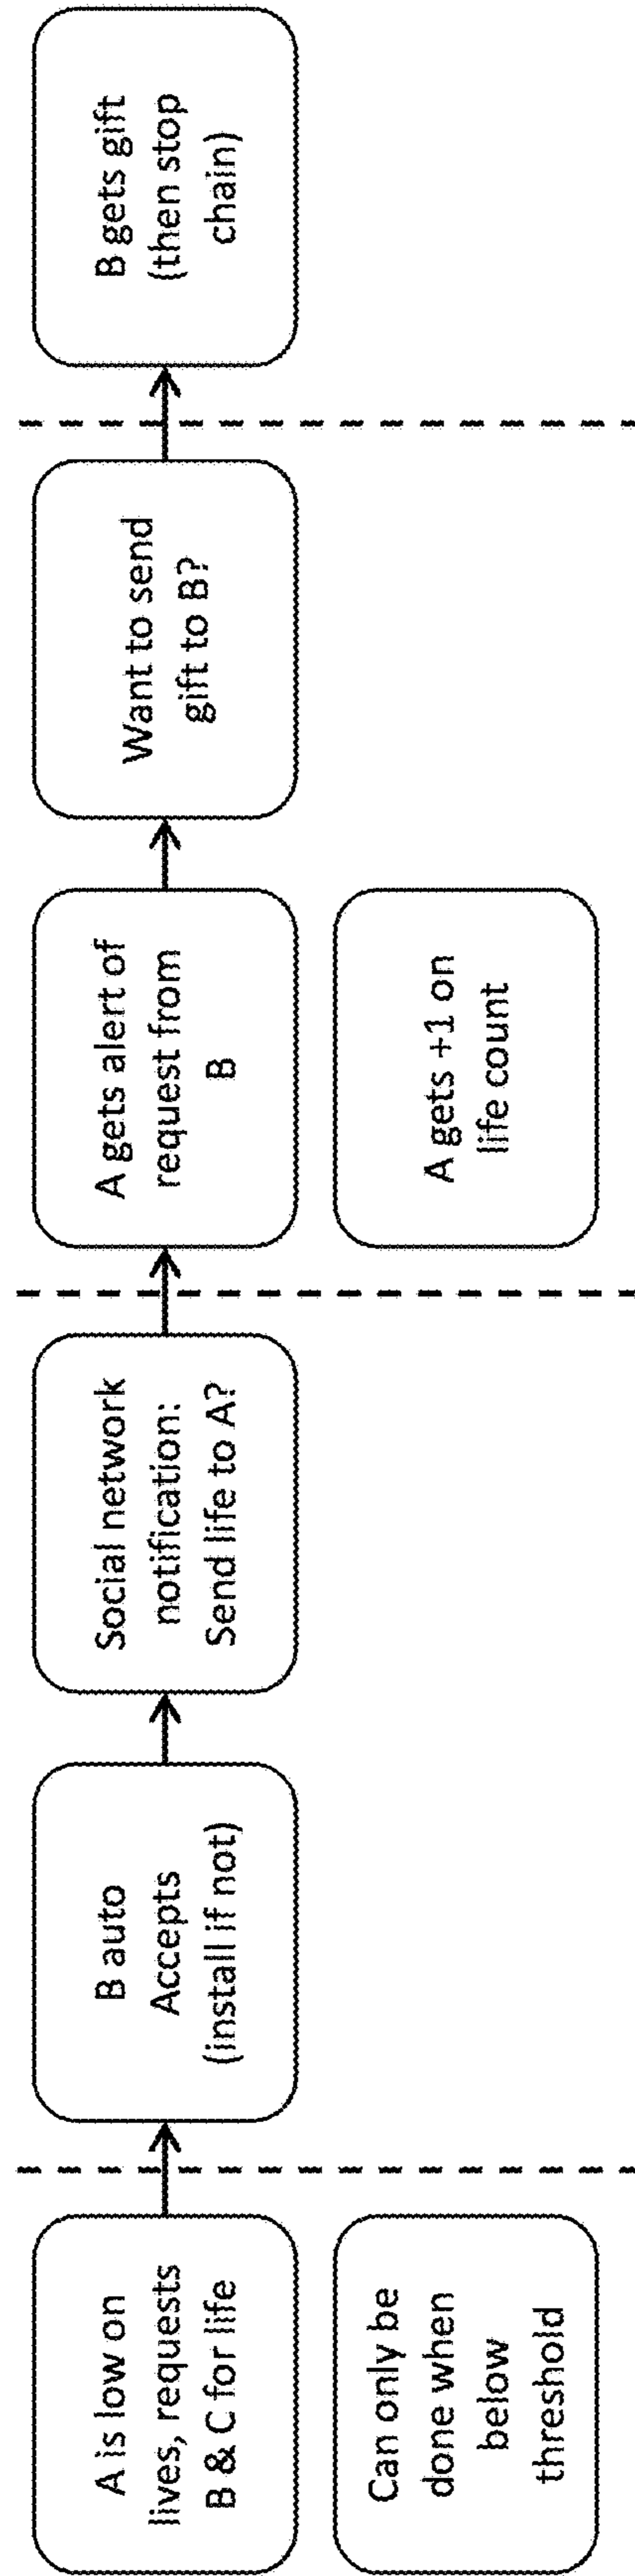 A is low on
lives, requests
B & C for life
Can only be
done when
below
threshold
B auto
Accepts
(install if not)
Social network
notification:
Send life to A?
A gets alert of
request from
B
A gets +1 on
life count
Want to send
gift to B?
B gets gift
(then stop
chain)